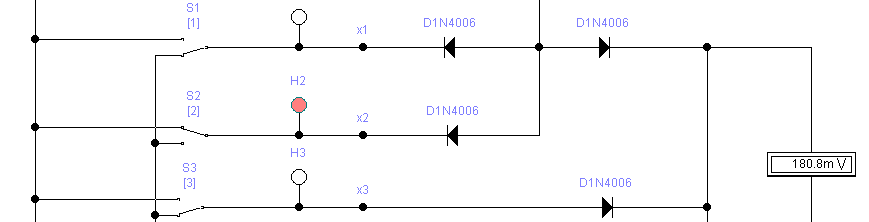 S1
[1]
x1
D1N4006
D1N4006
H2
S2
[2]
x2
D1N4006
H3
180.8m V
S3
[3]
x3
D1N4006